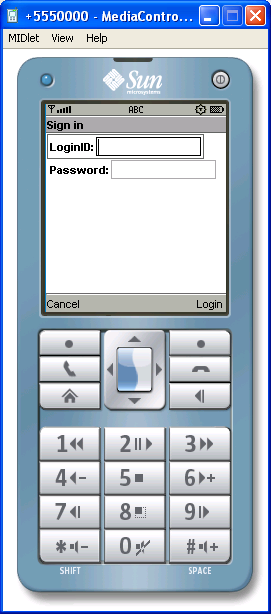 +5550000 - MediaContro...
MIDlet View Help
Sun
microsystems
ABC
Sign in
LoginID:
Password:
Cancel Login
1 2 3
4 - 5 6 +
7 8 9
* - 0 # +
SHIFT SPACE